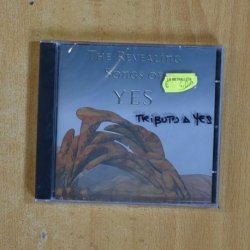 THE REVEALING
SONGS OF
YES
TRIBUTO A YES